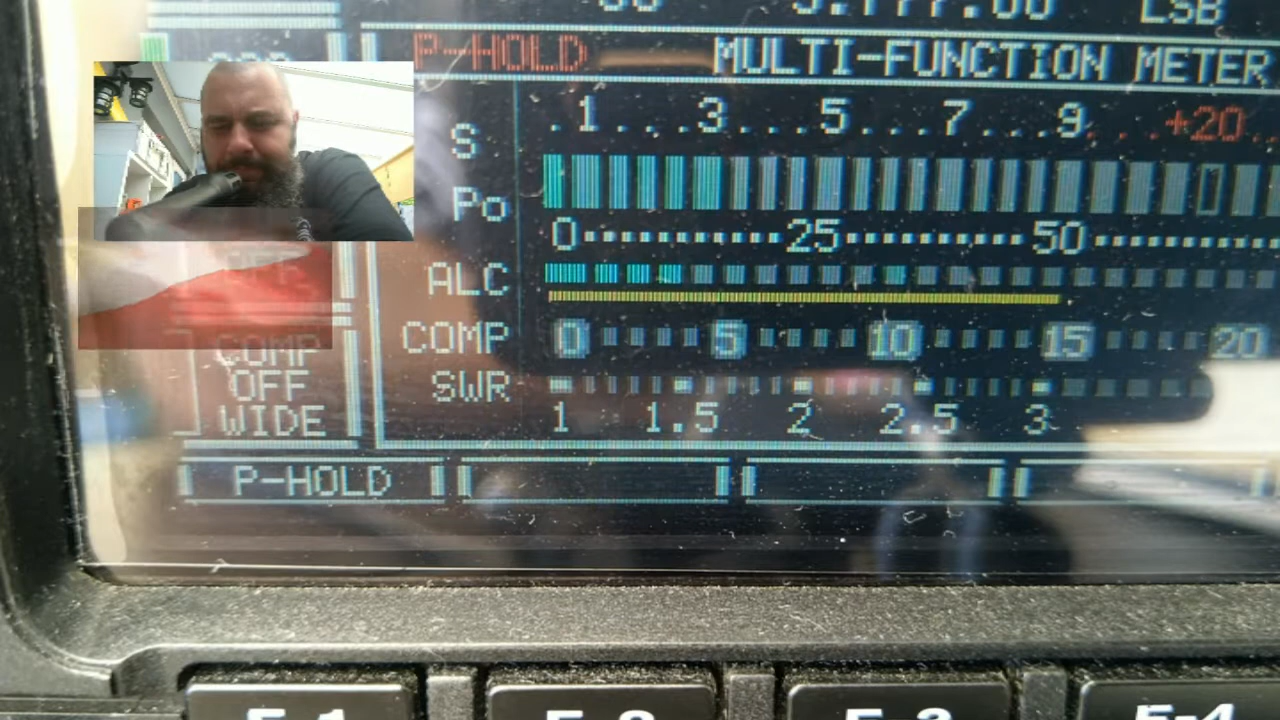 LSB
P-HOLD MULTI-FUNCTION METER
S .1...3...5...7...9...+20..
Po
0 25 50
ALC
COMP 0 5 10 15 20
SWR
1 1.5 2 2.5 3
COMP
OFF
WIDE
P-HOLD